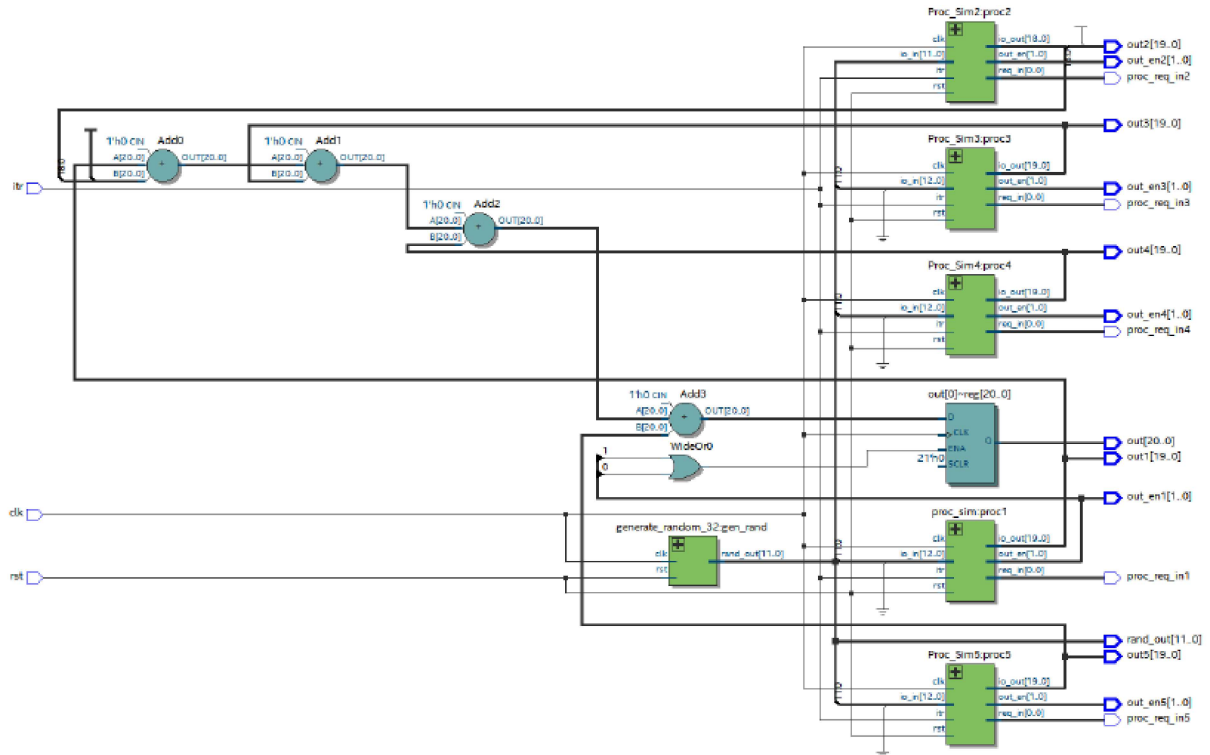 Proc_Sim2:proc2
clk
io_in[11..0]
itr
rst
io_out[18..0]
out_en[1..0]
req_in[0..0]
out2[19..0]
out_en2[1..0]
proc_req_in2
1'h0 CIN
Add0
A[20..0]
B[20..0]
OUT[20..0]
1'h0 CIN
Add1
A[20..0]
B[20..0]
OUT[20..0]
out3[19..0]
Proc_Sim3:proc3
clk
io_in[12..0]
itr
rst
io_out[19..0]
out_en[1..0]
req_in[0..0]
out_en3[1..0]
proc_req_in3
itr
1'h0 CIN
Add2
A[20..0]
B[20..0]
OUT[20..0]
out4[19..0]
Proc_Sim4:proc4
clk
io_in[12..0]
itr
rst
io_out[19..0]
out_en[1..0]
req_in[0..0]
out_en4[1..0]
proc_req_in4
1'h0 CIN
Add3
A[20..0]
B[20..0]
OUT[20..0]
out[0]~reg[20..0]
D
CLK
ENA
SCLR
Q
21'h0
WideOr0
1
0
out[20..0]
out1[19..0]
out_en1[1..0]
clk
proc_sim:proc1
clk
io_in[12..0]
itr
rst
io_out[19..0]
out_en[1..0]
req_in[0..0]
proc_req_in1
generate_random_32:gen_rand
clk
rst
rand_out[11..0]
rst
rand_out[11..0]
out5[19..0]
Proc_Sim5:proc5
clk
io_in[12..0]
itr
rst
io_out[19..0]
out_en[1..0]
req_in[0..0]
out_en5[1..0]
proc_req_in5